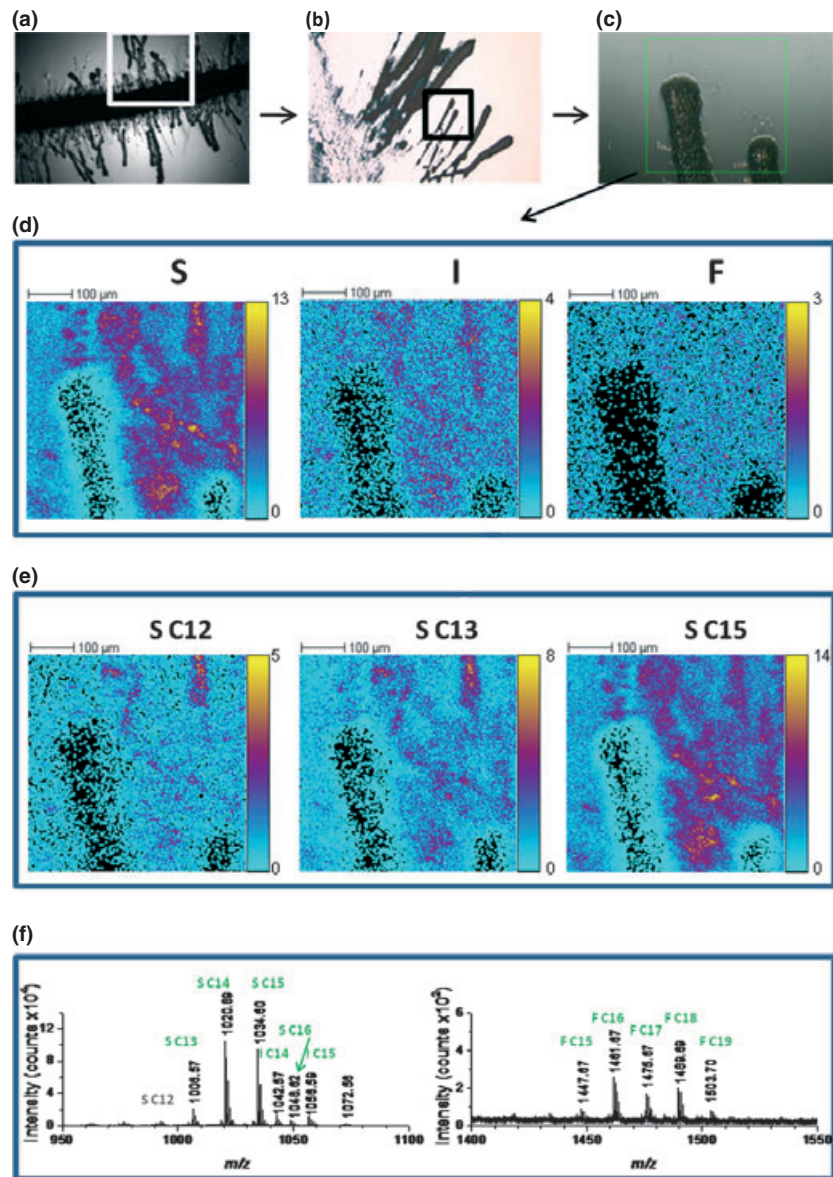 (a)
(b)
(c)
(d)
S
I
F
100 µm
13
0
100 µm
4
0
100 µm
3
0
(e)
S C12
S C13
S C15
100 µm
5
0
100 µm
8
0
100 µm
14
0
(f)
Intensity (counts x10⁴)
12
8
4
0
950
1000
1050
1100
m/z
S C12
S C13
1006.57
S C14
1020.69
S C15
1034.60
I C14
1042.57
S C16
1048.62
I C15
1056.59
1072.56
Intensity (counts x10²)
6
4
2
0
1400
1450
1500
1550
m/z
F C15
1447.67
F C16
1461.67
F C17
1475.67
F C18
1489.69
F C19
1503.70